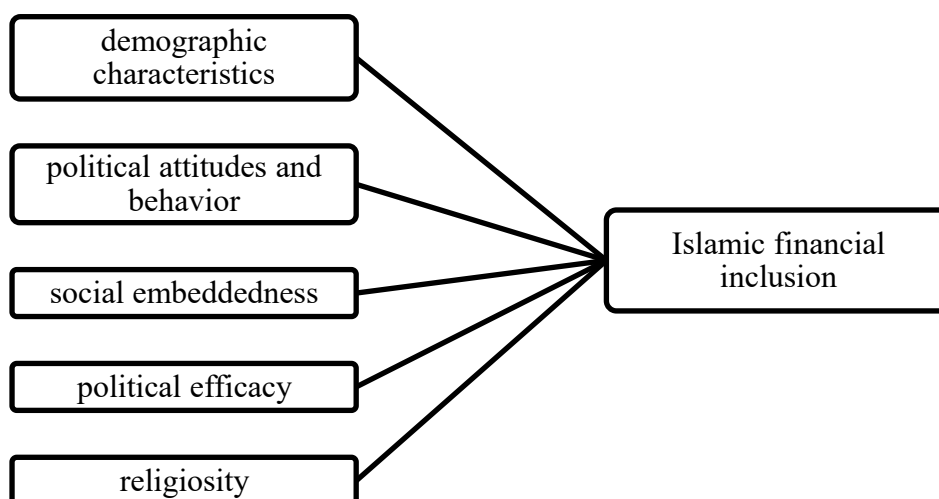 demographic
characteristics
political attitudes and
behavior
social embeddedness
political efficacy
religiosity
Islamic financial
inclusion